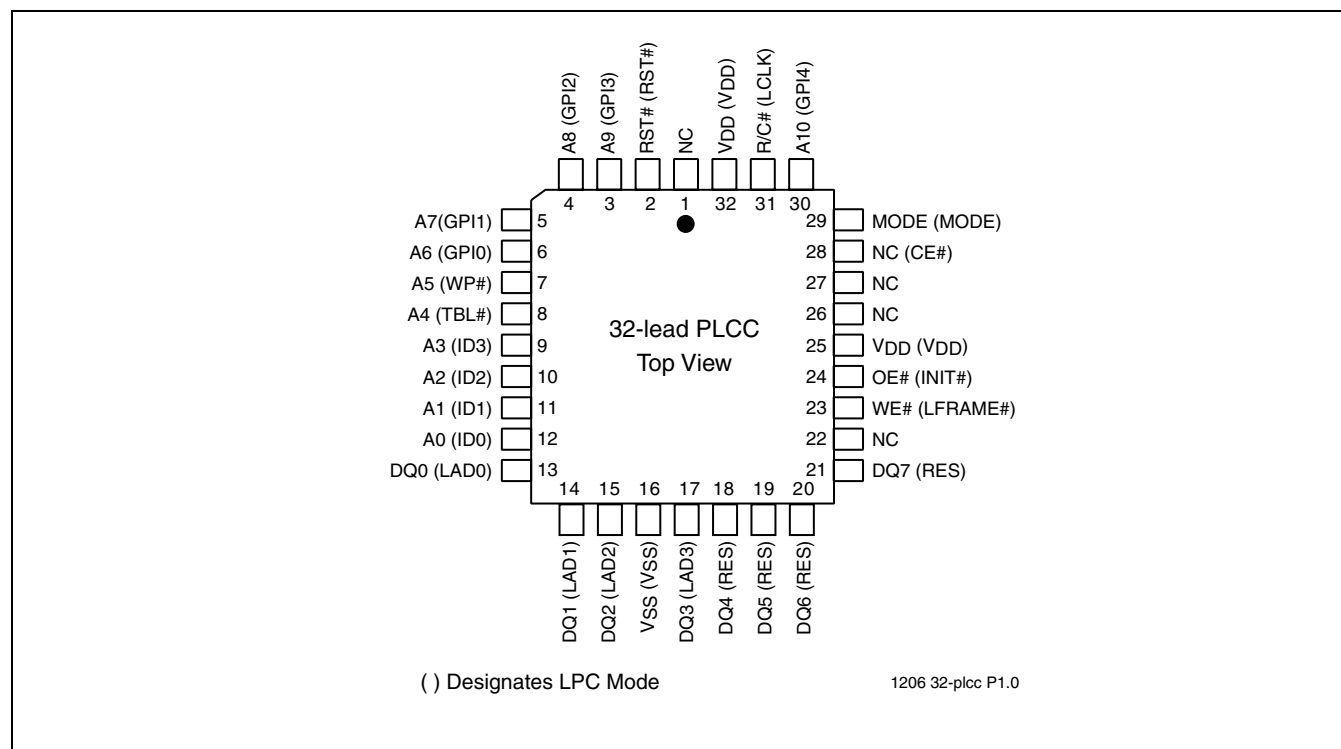 A8 (GPI2)
A9 (GPI3)
RST# (RST#)
NC
VDD (VDD)
R/C# (LCLK)
A10 (GPI4)
4
3
2
1
32
31
30
A7(GPI1)
5
A6 (GPI0)
6
A5 (WP#)
7
A4 (TBL#)
8
A3 (ID3)
9
A2 (ID2)
10
A1 (ID1)
11
A0 (ID0)
12
DQ0 (LAD0)
13
32-lead PLCC
Top View
29
MODE (MODE)
28
NC (CE#)
27
NC
26
NC
25
VDD (VDD)
24
OE# (INIT#)
23
WE# (LFRAME#)
22
NC
21
DQ7 (RES)
14
15
16
17
18
19
20
DQ1 (LAD1)
DQ2 (LAD2)
VSS (VSS)
DQ3 (LAD3)
DQ4 (RES)
DQ5 (RES)
DQ6 (RES)
( ) Designates LPC Mode
1206 32-plcc P1.0